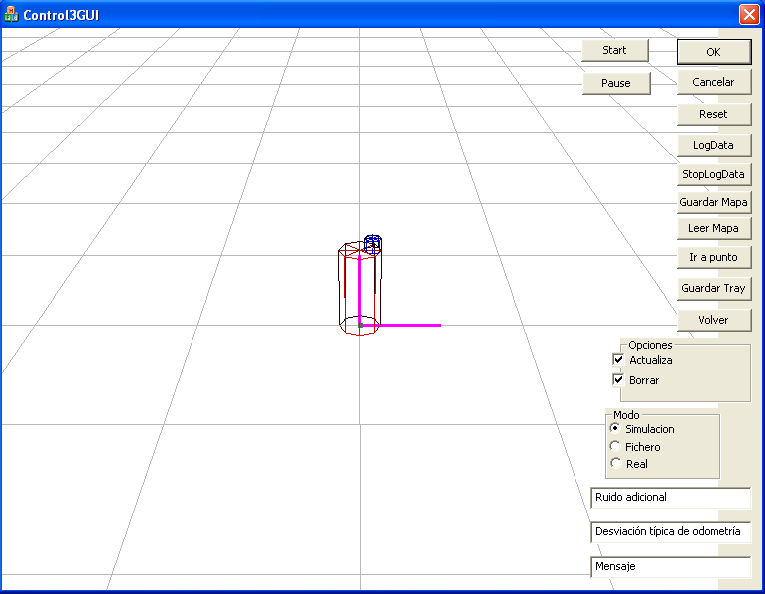 Control3GUI
Start
OK
Pause
Cancelar
Reset
LogData
StopLogData
Guardar Mapa
Leer Mapa
Ir a punto
Guardar Tray
Volver
Opciones
Actualiza
Borrar
Modo
Simulacion
Fichero
Real
Ruido adicional
Desviación típica de odometría
Mensaje